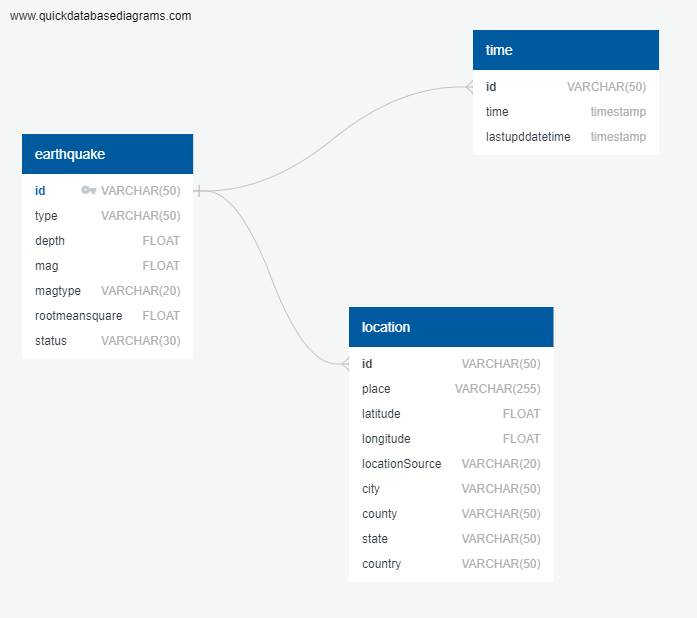 www.quickdatabasediagrams.com
time
id VARCHAR(50)
time timestamp
lastupddatetime timestamp
earthquake
id VARCHAR(50)
type VARCHAR(50)
depth FLOAT
mag FLOAT
magtype VARCHAR(20)
rootmeansquare FLOAT
status VARCHAR(30)
location
id VARCHAR(50)
place VARCHAR(255)
latitude FLOAT
longitude FLOAT
locationSource VARCHAR(20)
city VARCHAR(50)
county VARCHAR(50)
state VARCHAR(50)
country VARCHAR(50)